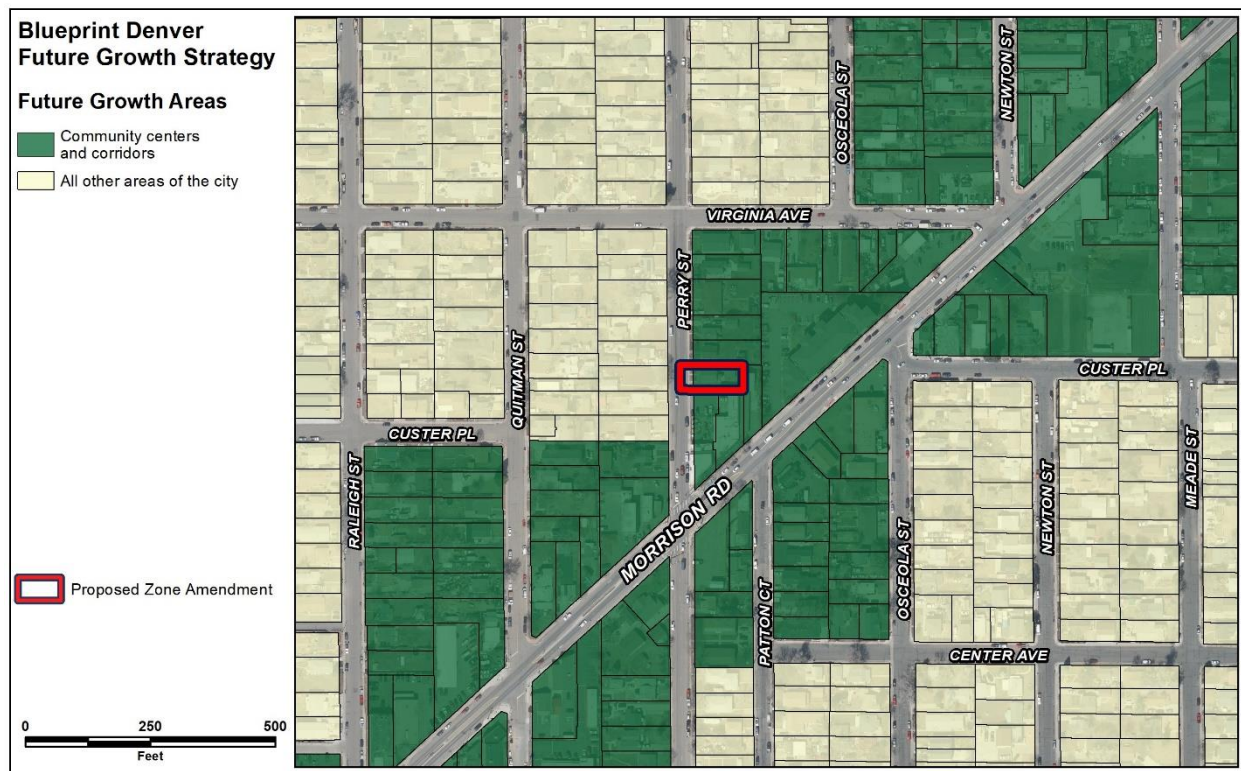 Blueprint Denver
Future Growth Strategy
Future Growth Areas
Community centers
and corridors
All other areas of the city
Proposed Zone Amendment
0 250 500
Feet
OSCEOLA ST
NEWTON ST
VIRGINIA AVE
PERRY ST
QUITMAN ST
CUSTER PL
CUSTER PL
RALEIGH ST
MORRISON RD
PATTON CT
OSCEOLA ST
NEWTON ST
MEADE ST
CENTER AVE